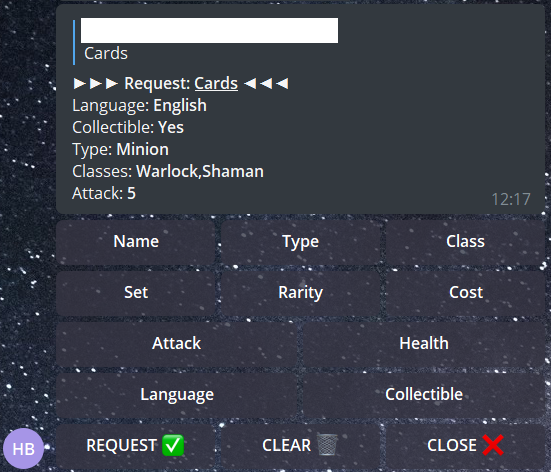 Cards
►►► Request: Cards ◄◄◄
Language: English
Collectible: Yes
Type: Minion
Classes: Warlock,Shaman
Attack: 5
12:17
Name Type Class
Set Rarity Cost
Attack Health
Language Collectible
HB REQUEST ✅ CLEAR 🗑 CLOSE ❌